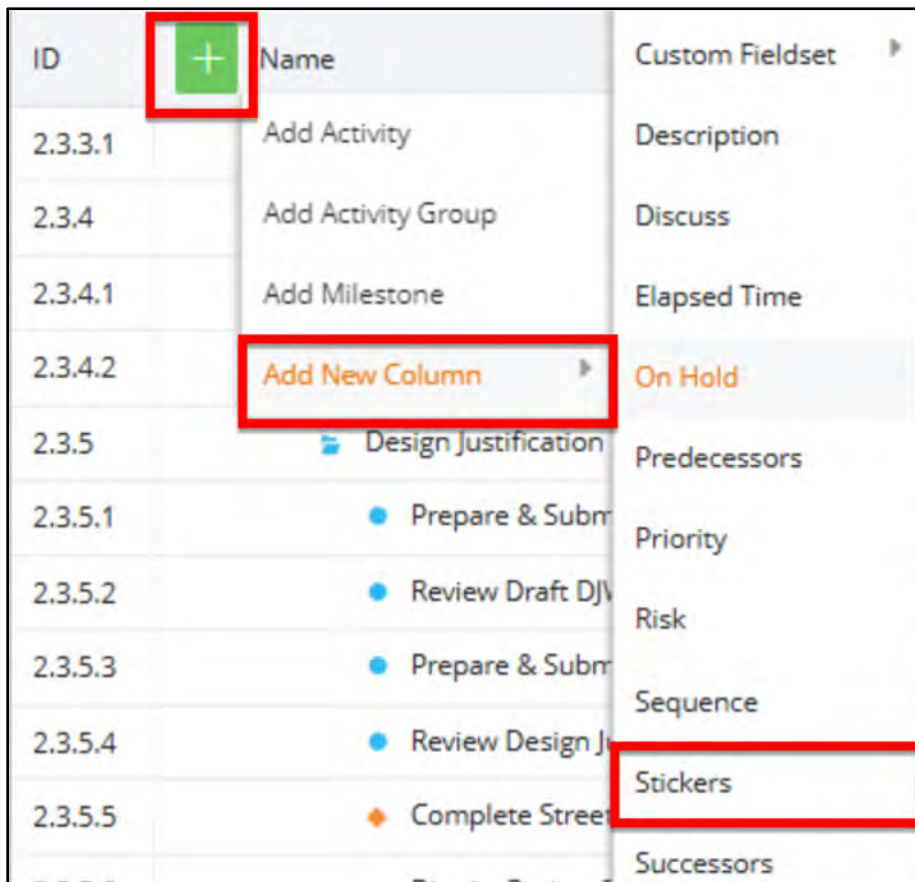 ID
Name
2.3.3.1
2.3.4
2.3.4.1
2.3.4.2
2.3.5
2.3.5.1
2.3.5.2
2.3.5.3
2.3.5.4
2.3.5.5
Add Activity
Add Activity Group
Add Milestone
Add New Column
Design Justification
Prepare &
Review Draft
Prepare &
Review Design
Complete Street
Custom Fieldset
Description
Discuss
Elapsed Time
On Hold
Predecessors
Priority
Risk
Sequence
Stickers
Successors